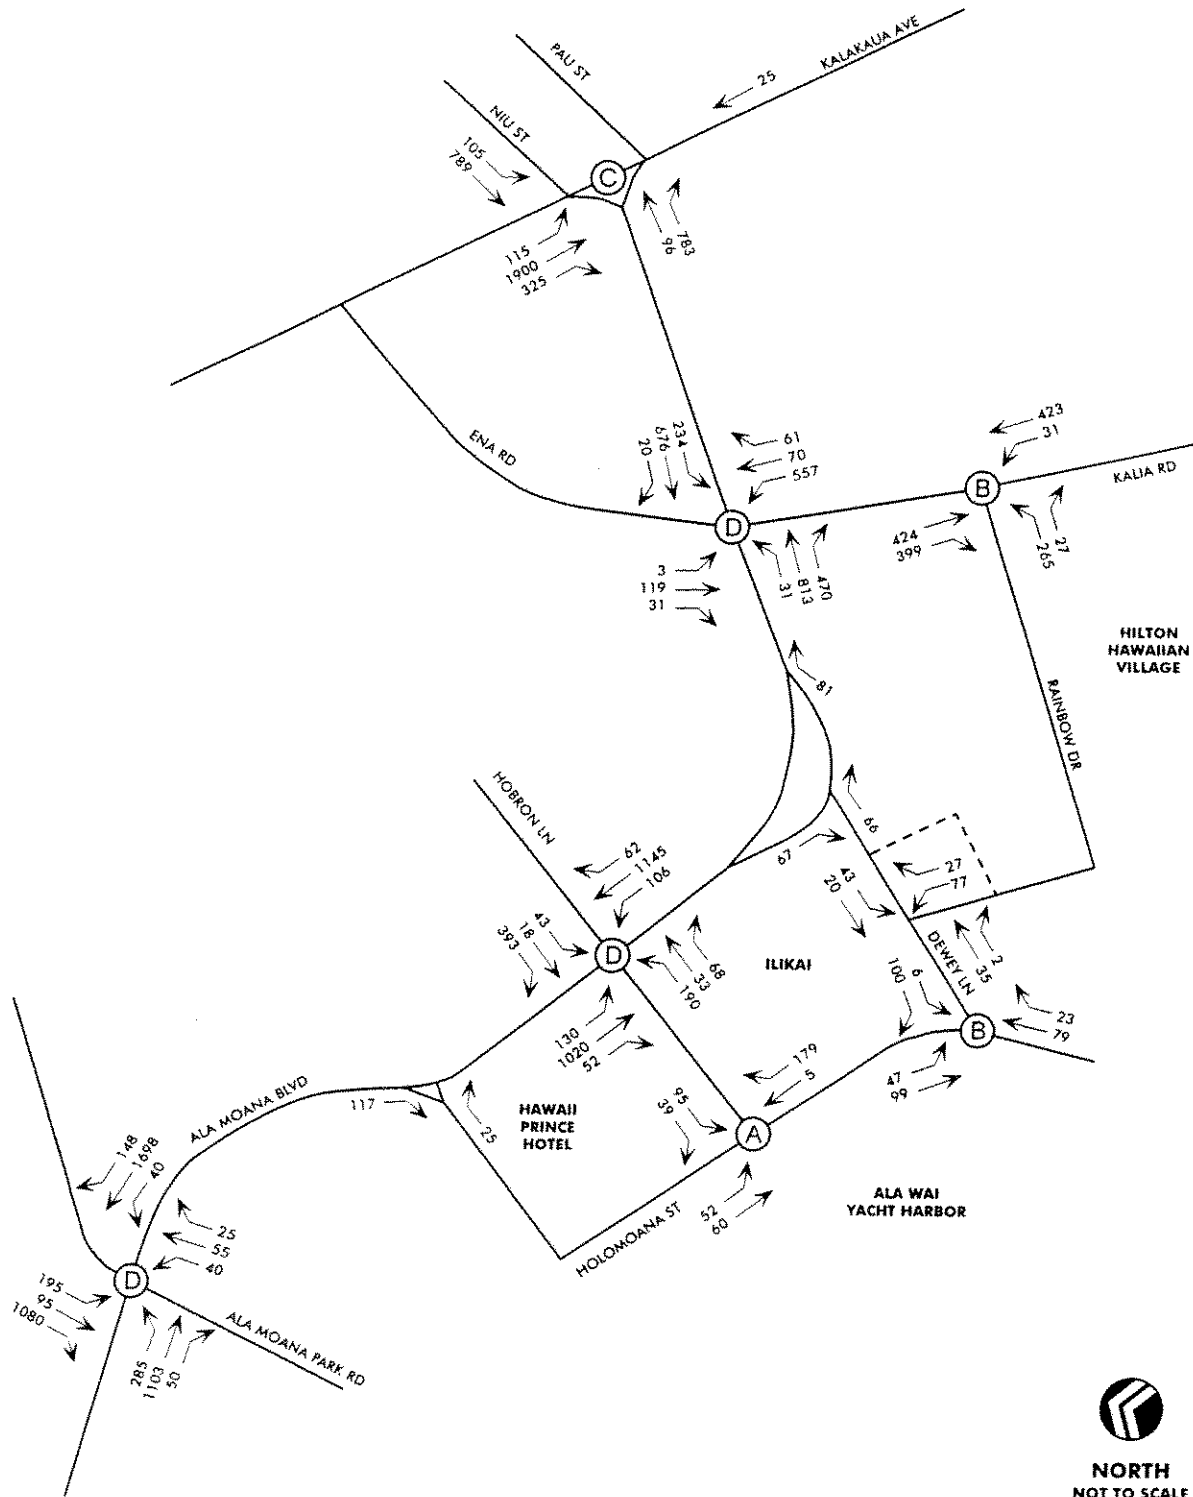 PAU ST
KALAKAUA AVE
25
NIU ST
105
789
C
115
1900
325
96
783
ENA RD
234
676
20
61
70
557
D
3
119
31
31
813
470
423
31
B
KALIA RD
424
399
265
27
HILTON
HAWAIIAN
VILLAGE
RAINBOW DR
81
HOBRON LN
62
1145
106
67
66
43
20
27
77
43
18
393
D
68
33
190
ILIKAI
DEWEY LN
2
35
6
100
23
79
B
130
1020
52
179
5
47
99
ALA MOANA BLVD
117
25
HAWAII
PRINCE
HOTEL
95
39
A
52
60
HOLOMOANA ST
ALA WAI
YACHT HARBOR
148
1698
40
25
55
40
D
195
95
1080
285
1103
50
ALA MOANA PARK RD
NORTH
NOT TO SCALE